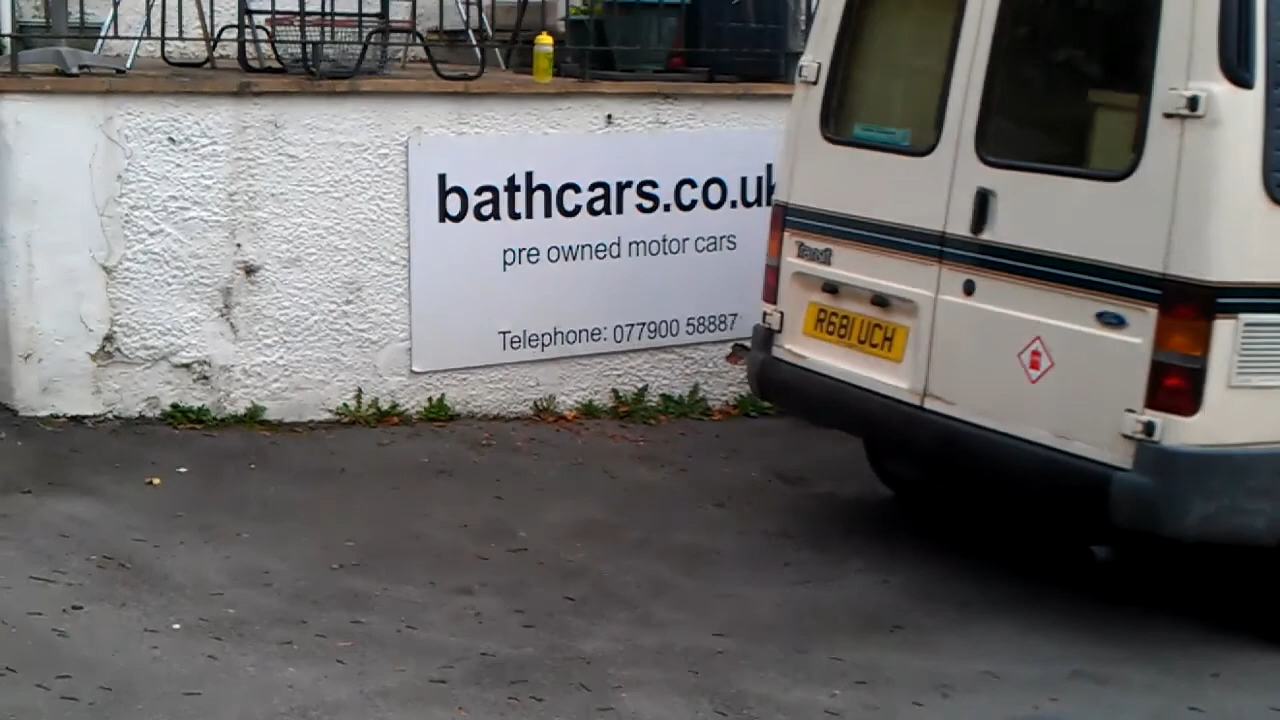 bathcars.co.uk
pre owned motor cars
Telephone: 077900 58887
Transit
R681 UCH